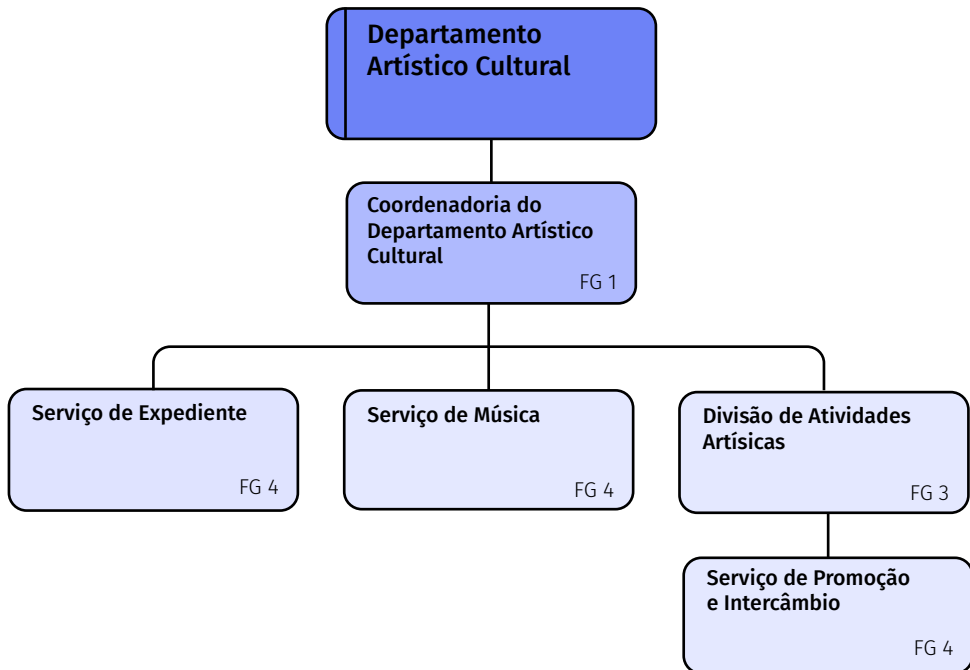 Departamento
Artístico Cultural
Coordenadoria do
Departamento Artístico
Cultural
FG 1
Serviço de Expediente
FG 4
Serviço de Música
FG 4
Divisão de Atividades
Artísicas
FG 3
Serviço de Promoção
e Intercâmbio
FG 4